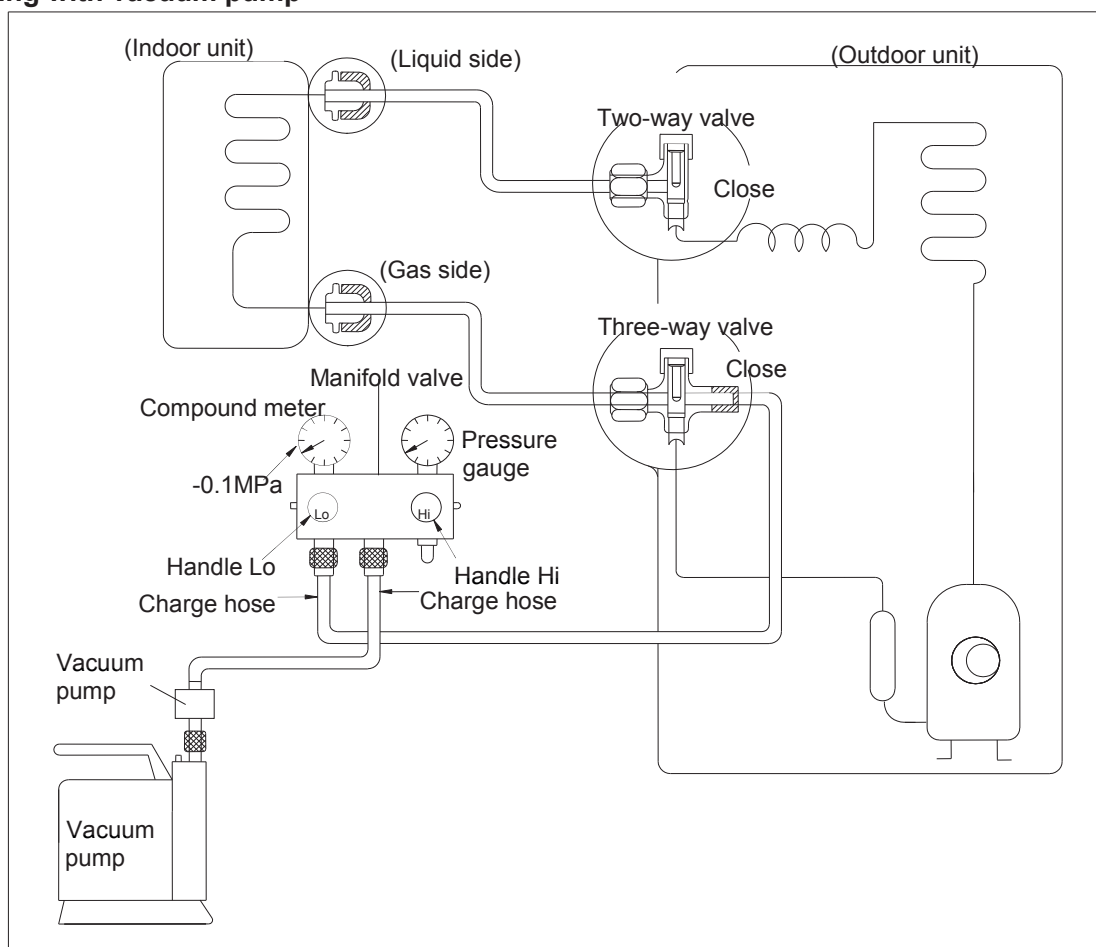 with vacuum pump
(Indoor unit)
(Liquid side)
(Outdoor unit)
Two-way valve
Close
(Gas side)
Three-way valve
Close
Manifold valve
Compound meter
Pressure
gauge
-0.1MPa
Lo
Hi
Handle Lo
Handle Hi
Charge hose
Charge hose
Vacuum
pump
Vacuum
pump